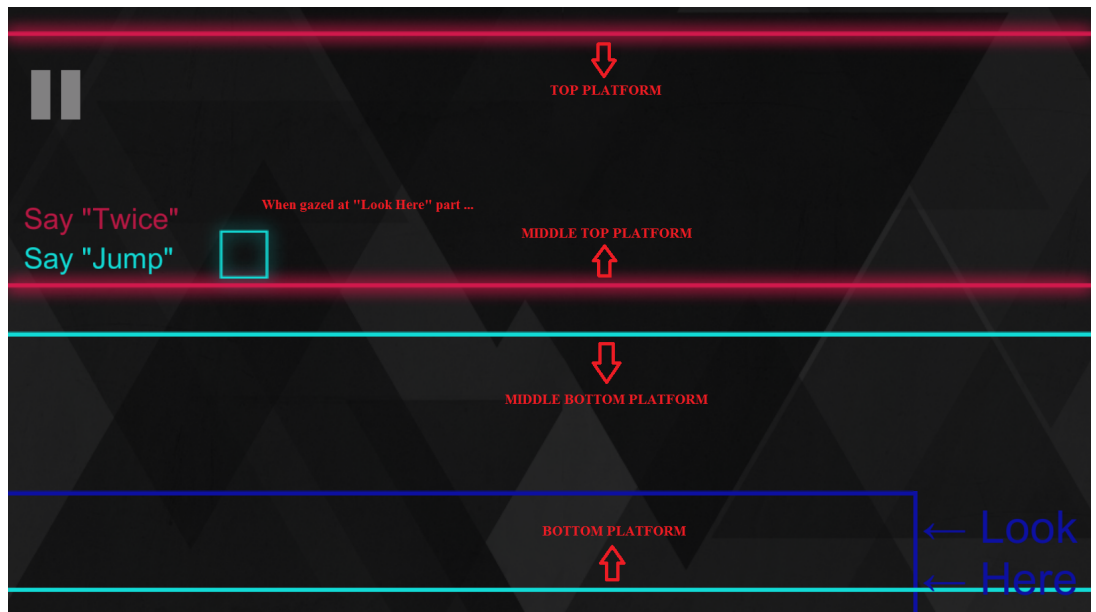 TOP PLATFORM
When gazed at "Look Here" part ...
Say "Twice"
MIDDLE TOP PLATFORM
Say "Jump"
MIDDLE BOTTOM PLATFORM
BOTTOM PLATFORM
← Look
← Here